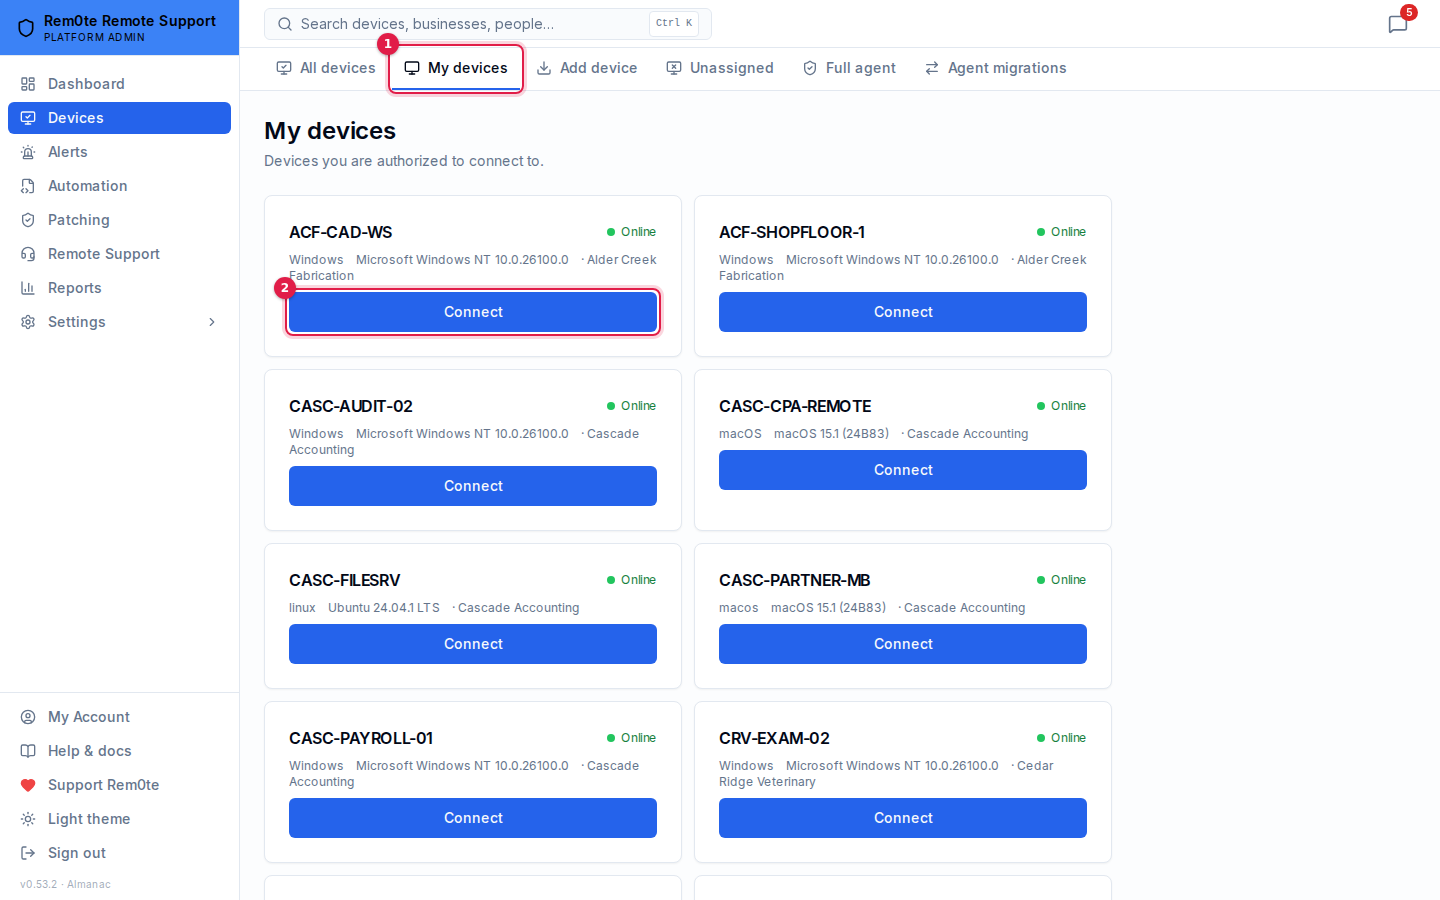 Rem0te Remote Support
PLATFORM ADMIN
Dashboard
Devices
Alerts
Automation
Patching
Remote Support
Reports
Settings
My Account
Help & docs
Support Rem0te
Light theme
Sign out
v0.53.2 · Almanac
Search devices, businesses, people...
Ctrl K
5
1
All devices
My devices
Add device
Unassigned
Full agent
Agent migrations
My devices
Devices you are authorized to connect to.
ACF-CAD-WS
Online
Windows Microsoft Windows NT 10.0.26100.0 · Alder Creek
Fabrication
2
Connect
ACF-SHOPFLOOR-1
Online
Windows Microsoft Windows NT 10.0.26100.0 · Alder Creek
Fabrication
Connect
CASC-AUDIT-02
Online
Windows Microsoft Windows NT 10.0.26100.0 · Cascade
Accounting
Connect
CASC-CPA-REMOTE
Online
macOS macOS 15.1 (24B83) · Cascade Accounting
Connect
CASC-FILESRV
Online
linux Ubuntu 24.04.1 LTS · Cascade Accounting
Connect
CASC-PARTNER-MB
Online
macos macOS 15.1 (24B83) · Cascade Accounting
Connect
CASC-PAYROLL-01
Online
Windows Microsoft Windows NT 10.0.26100.0 · Cascade
Accounting
Connect
CRV-EXAM-02
Online
Windows Microsoft Windows NT 10.0.26100.0 · Cedar
Ridge Veterinary
Connect